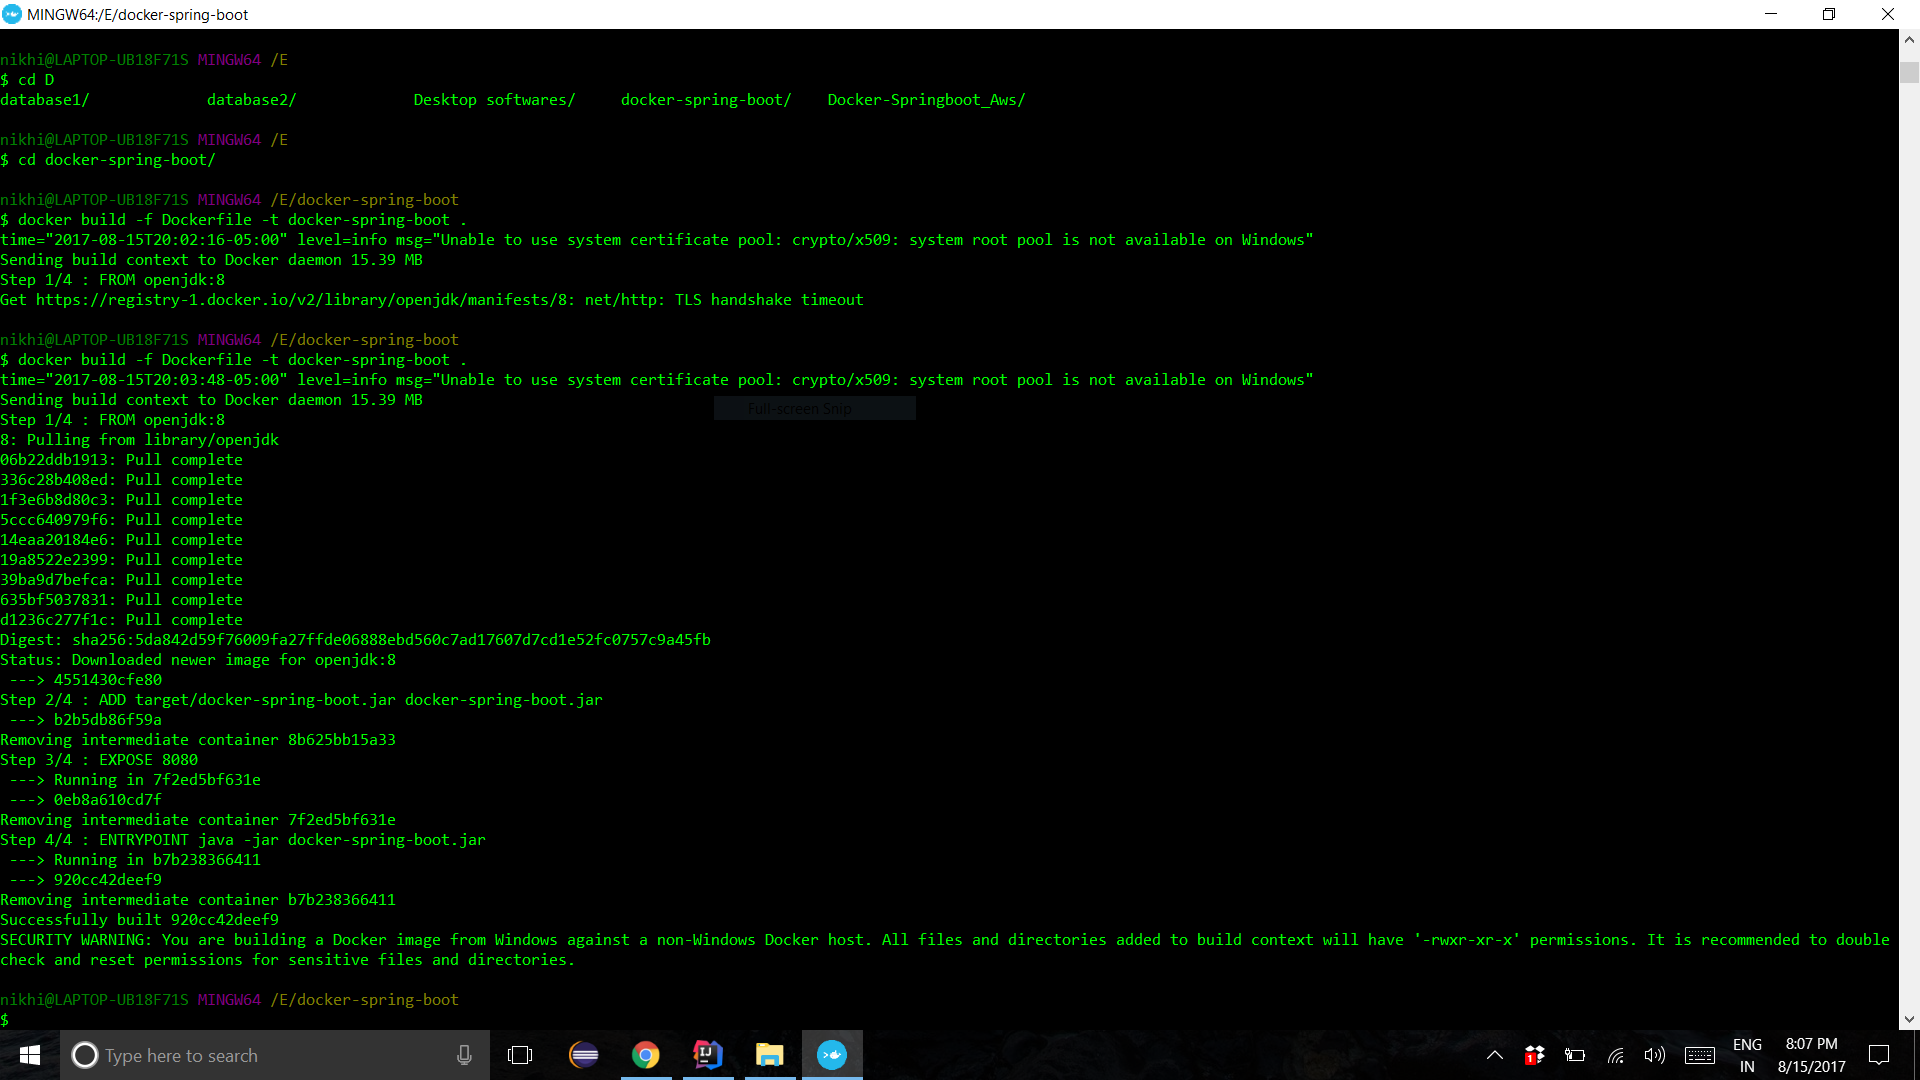 MINGW64:/E/docker-spring-boot
nikhi@LAPTOP-UB18F71S MINGW64 /E
$ cd D
database1/ database2/ Desktop softwares/ docker-spring-boot/ Docker-Springboot_Aws/
nikhi@LAPTOP-UB18F71S MINGW64 /E
$ cd docker-spring-boot/
nikhi@LAPTOP-UB18F71S MINGW64 /E/docker-spring-boot
$ docker build -f Dockerfile -t docker-spring-boot .
time="2017-08-15T20:02:16-05:00" level=info msg="Unable to use system certificate pool: crypto/x509: system root pool is not available on Windows"
Sending build context to Docker daemon 15.39 MB
Step 1/4 : FROM openjdk:8
Get https://registry-1.docker.io/v2/library/openjdk/manifests/8: net/http: TLS handshake timeout
nikhi@LAPTOP-UB18F71S MINGW64 /E/docker-spring-boot
$ docker build -f Dockerfile -t docker-spring-boot .
time="2017-08-15T20:03:48-05:00" level=info msg="Unable to use system certificate pool: crypto/x509: system root pool is not available on Windows"
Sending build context to Docker daemon 15.39 MB
Full-screen Snip
Step 1/4 : FROM openjdk:8
8: Pulling from library/openjdk
06b22ddb1913: Pull complete
336c28b408ed: Pull complete
1f3e6b8d80c3: Pull complete
5ccc640979f6: Pull complete
14eaa20184e6: Pull complete
19a8522e2399: Pull complete
39ba9d7befca: Pull complete
635bf5037831: Pull complete
d1236c277f1c: Pull complete
Digest: sha256:5da842d59f76009fa27ffde06888ebd560c7ad17607d7cd1e52fc0757c9a45fb
Status: Downloaded newer image for openjdk:8
---> 4551430cfe80
Step 2/4 : ADD target/docker-spring-boot.jar docker-spring-boot.jar
---> b2b5db86f59a
Removing intermediate container 8b625bb15a33
Step 3/4 : EXPOSE 8080
---> Running in 7f2ed5bf631e
---> 0eb8a610cd7f
Removing intermediate container 7f2ed5bf631e
Step 4/4 : ENTRYPOINT java -jar docker-spring-boot.jar
---> Running in b7b238366411
---> 920cc42deef9
Removing intermediate container b7b238366411
Successfully built 920cc42deef9
SECURITY WARNING: You are building a Docker image from Windows against a non-Windows Docker host. All files and directories added to build context will have '-rwxr-xr-x' permissions. It is recommended to double
check and reset permissions for sensitive files and directories.
nikhi@LAPTOP-UB18F71S MINGW64 /E/docker-spring-boot
$
Type here to search
1
ENG
IN
8:07 PM
8/15/2017